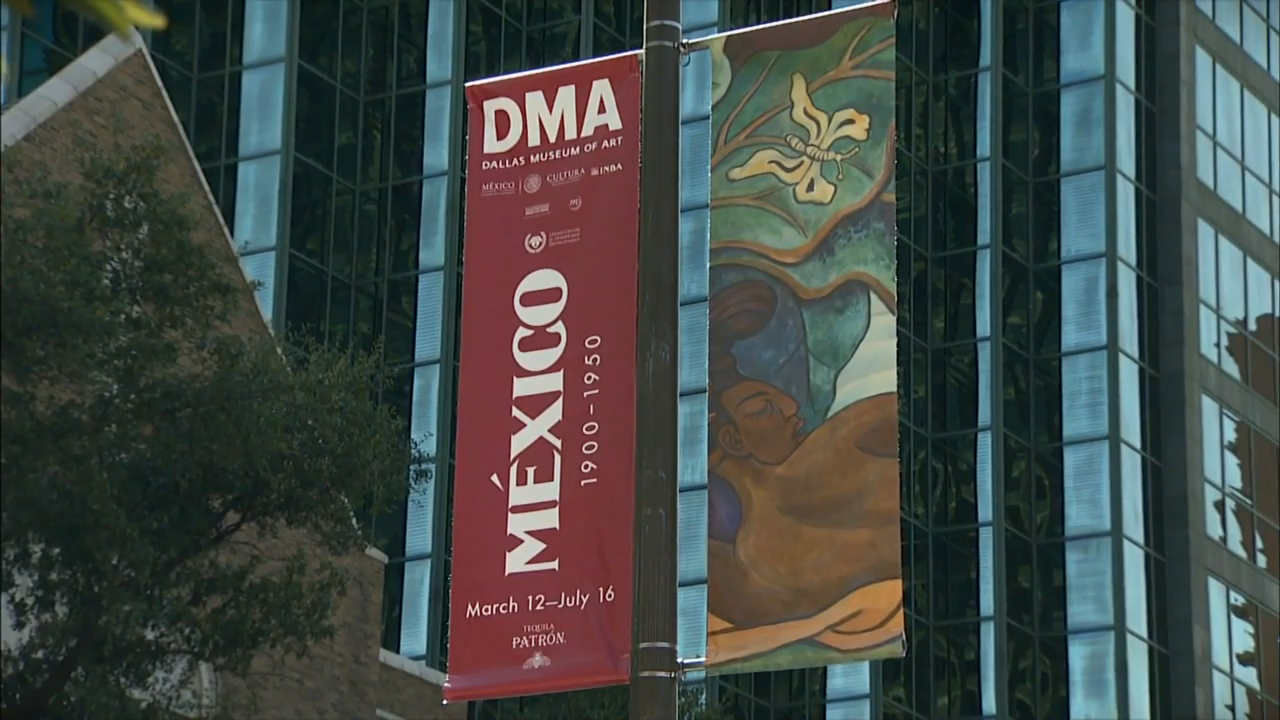 DMA
DALLAS MUSEUM OF ART
MÉXICO CULTURA INBA
MÉXICO
1900–1950
March 12–July 16
TEQUILA
PATRÓN.